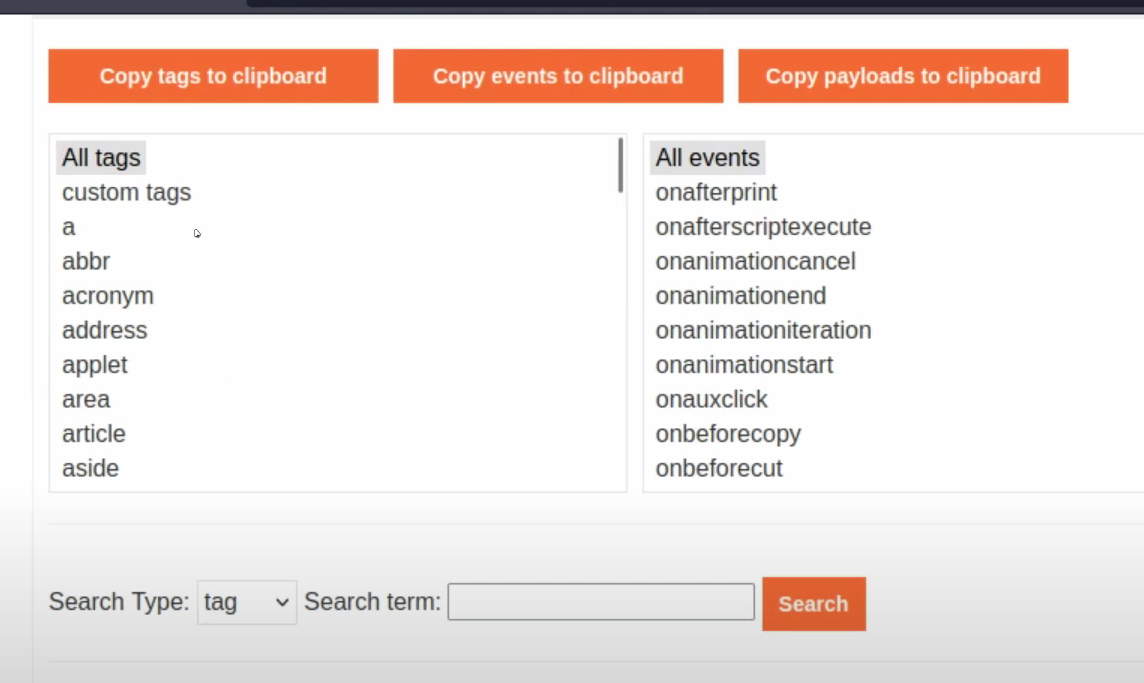 Copy tags to clipboard Copy events to clipboard Copy payloads to clipboard
All tags
custom tags
a
abbr
acronym
address
applet
area
article
aside
All events
onafterprint
onafterscriptexecute
onanimationcancel
onanimationend
onanimationiteration
onanimationstart
onauxclick
onbeforecopy
onbeforecut
Search Type: tag Search term: Search